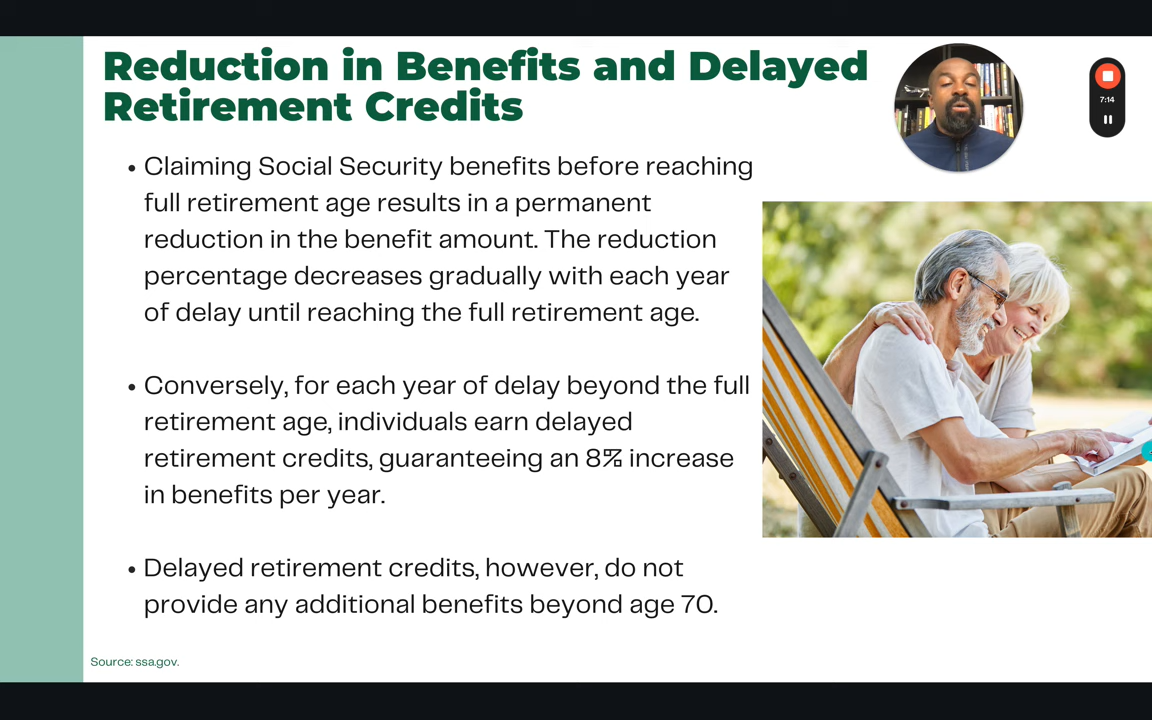 Reduction in Benefits and Delayed
Retirement Credits
7:14
• Claiming Social Security benefits before reaching
full retirement age results in a permanent
reduction in the benefit amount. The reduction
percentage decreases gradually with each year
of delay until reaching the full retirement age.
• Conversely, for each year of delay beyond the full
retirement age, individuals earn delayed
retirement credits, guaranteeing an 8% increase
in benefits per year.
• Delayed retirement credits, however, do not
provide any additional benefits beyond age 70.
Source: ssa.gov.